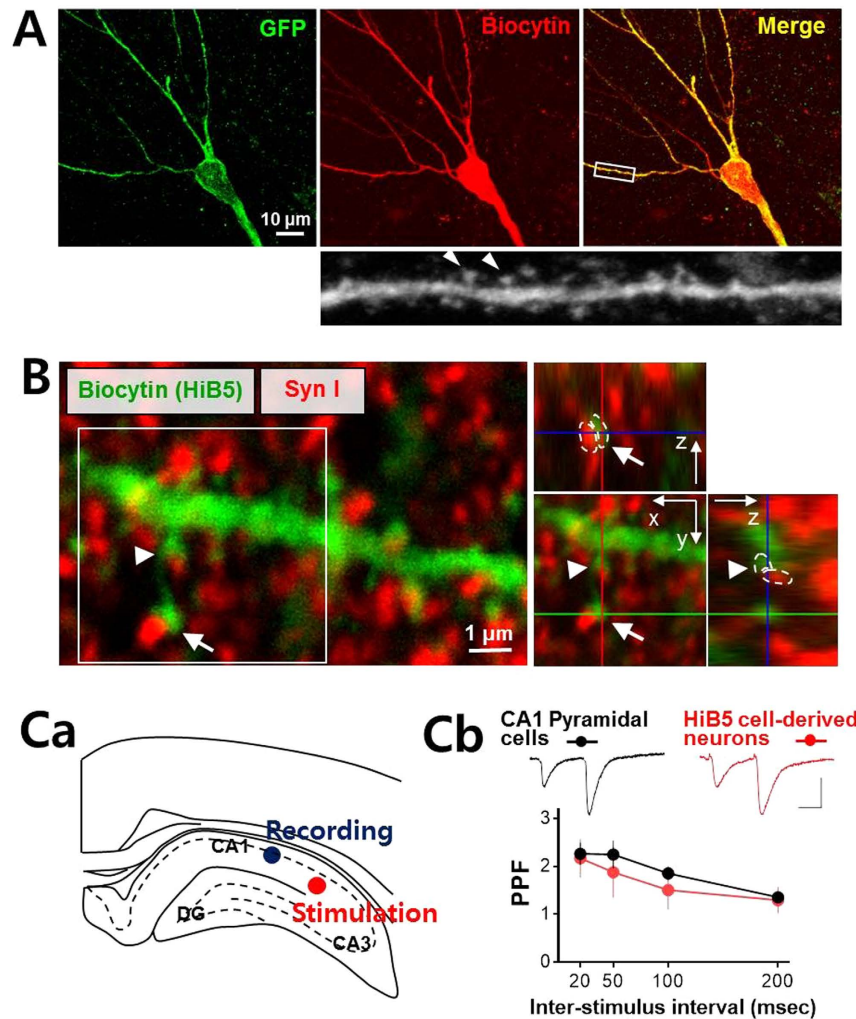 A
GFP
Biocytin
Merge
10 µm
B
Biocytin (HiB5)
Syn I
1 µm
z
x
y
z
Ca
CA1
Recording
DG
Stimulation
CA3
Cb
CA1 Pyramidal
cells
HiB5 cell-derived
neurons
PPF
3
2
1
0
20 50 100 200
Inter-stimulus interval (msec)